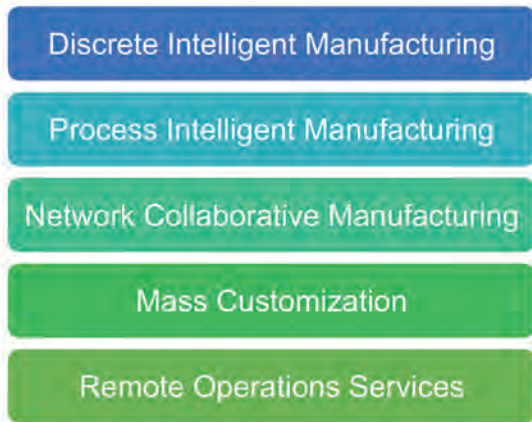 Discrete Intelligent Manufacturing
Process Intelligent Manufacturing
Network Collaborative Manufacturing
Mass Customization
Remote Operations Services